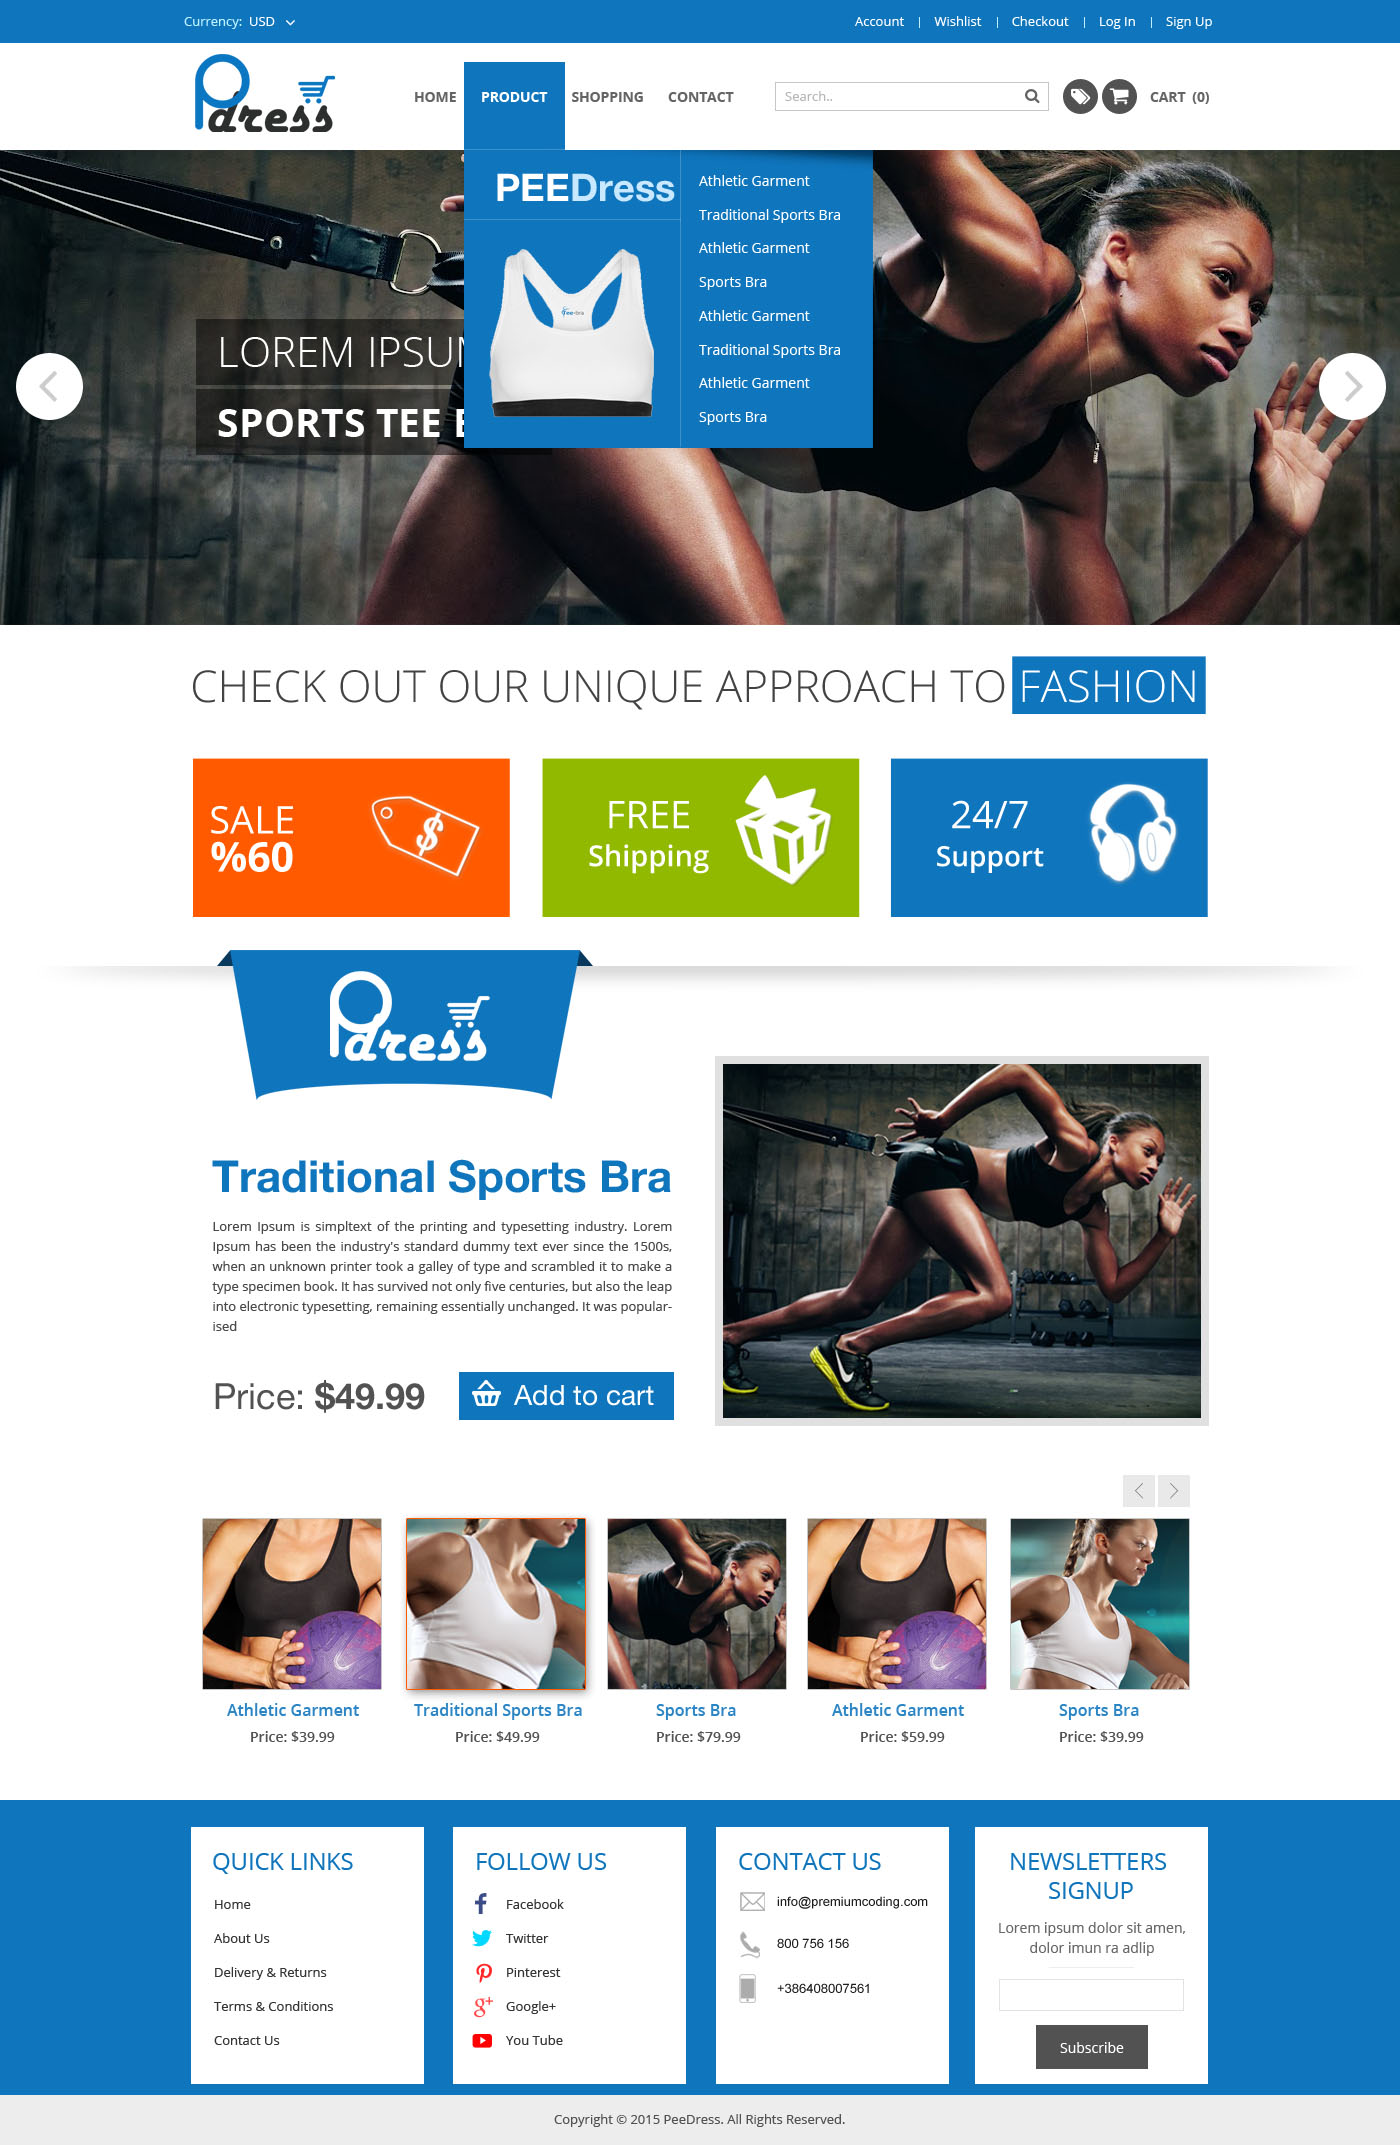 Currency: USD
Account | Wishlist | Checkout | Log In | Sign Up
Pdress
HOME PRODUCT SHOPPING CONTACT
Search..
CART (0)
PEEDress
Tee-bra
Athletic Garment
Traditional Sports Bra
Athletic Garment
Sports Bra
Athletic Garment
Traditional Sports Bra
Athletic Garment
Sports Bra
LOREM IPSUM
SPORTS TEE
CHECK OUT OUR UNIQUE APPROACH TO FASHION
SALE
%60
$
FREE
Shipping
24/7
Support
Pdress
Traditional Sports Bra
Lorem Ipsum is simpltext of the printing and typesetting industry. Lorem
Ipsum has been the industry's standard dummy text ever since the 1500s,
when an unknown printer took a galley of type and scrambled it to make a
type specimen book. It has survived not only five centuries, but also the leap
into electronic typesetting, remaining essentially unchanged. It was popular-
ised
Price: $49.99
Add to cart
Athletic Garment
Price: $39.99
Traditional Sports Bra
Price: $49.99
Sports Bra
Price: $79.99
Athletic Garment
Price: $59.99
Sports Bra
Price: $39.99
QUICK LINKS
Home
About Us
Delivery & Returns
Terms & Conditions
Contact Us
FOLLOW US
Facebook
Twitter
Pinterest
Google+
You Tube
CONTACT US
info@premiumcoding.com
800 756 156
+386408007561
NEWSLETTERS
SIGNUP
Lorem ipsum dolor sit amen,
dolor imun ra adlip
Subscribe
Copyright © 2015 PeeDress. All Rights Reserved.